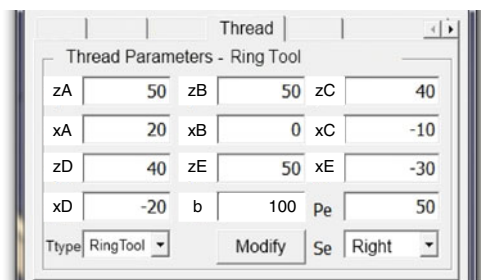 Thread
Thread Parameters - Ring Tool
zA 50 zB 50 zC 40
xA 20 xB 0 xC -10
zD 40 zE 50 xE -30
xD -20 b 100 Pe 50
Ttype RingTool Modify Se Right